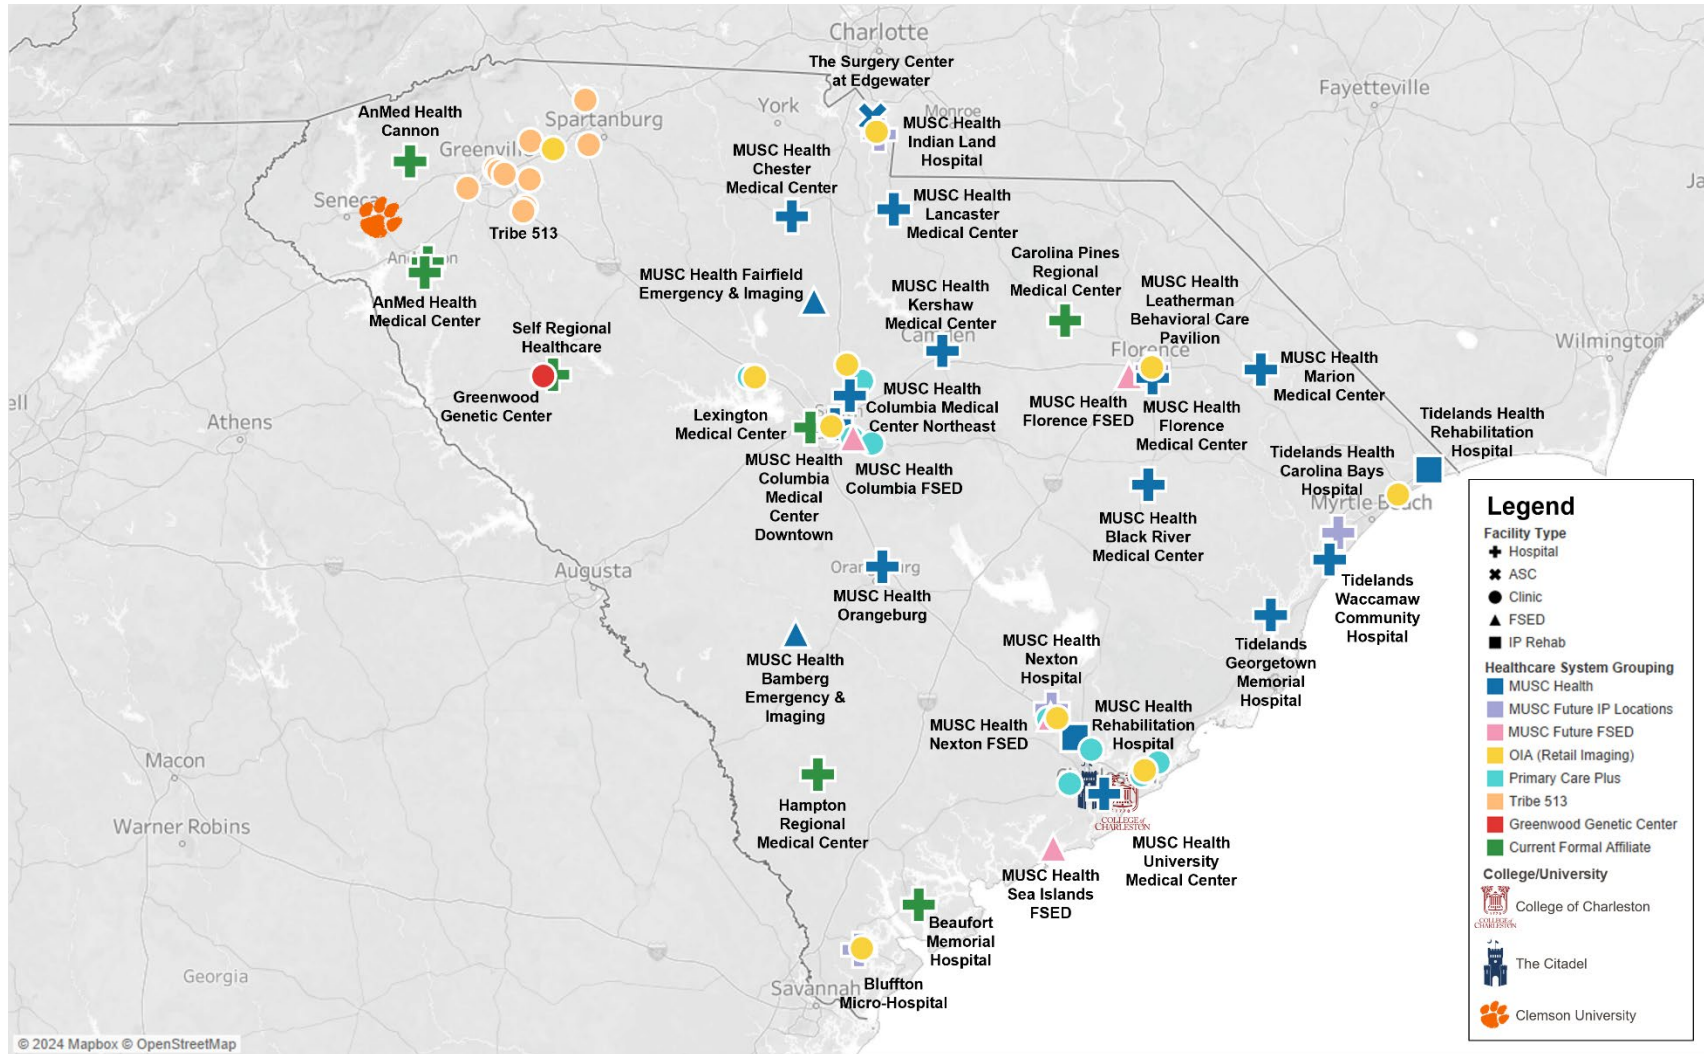 Charlotte
The Surgery Center
at Edgewater
Fayetteville
York
Monroe
AnMed Health
Cannon
Spartanburg
MUSC Health
Indian Land
Hospital
Greenville
MUSC Health
Chester
Medical Center
Seneca
MUSC Health
Lancaster
Medical Center
Tribe 513
Carolina Pines
Regional
Medical Center
MUSC Health Fairfield
Emergency & Imaging
MUSC Health
Kershaw
Medical Center
MUSC Health
Leatherman
Behavioral Care
Pavilion
AnMed Health
Medical Center
Self Regional
Healthcare
Camden
Florence
Wilmington
MUSC Health
Marion
Medical Center
Greenwood
Genetic Center
Athens
Lexington
Medical Center
MUSC Health
Columbia Medical
Center Northeast
MUSC Health
Florence FSED
MUSC Health
Florence
Medical Center
Tidelands Health
Rehabilitation
Hospital
MUSC Health
Columbia
Medical
Center
Downtown
MUSC Health
Columbia FSED
Tidelands Health
Carolina Bays
Hospital
Myrtle Beach
MUSC Health
Black River
Medical Center
Augusta
MUSC Health
Orangeburg
Tidelands
Waccamaw
Community
Hospital
MUSC Health
Bamberg
Emergency &
Imaging
MUSC Health
Nexton
Hospital
Tidelands
Georgetown
Memorial
Hospital
MUSC Health
Nexton FSED
MUSC Health
Rehabilitation
Hospital
Macon
Hampton
Regional
Medical Center
COLLEGE of
CHARLESTON
Warner Robins
MUSC Health
University
Medical Center
MUSC Health
Sea Islands
FSED
Beaufort
Memorial
Hospital
Georgia
Savannah
Bluffton
Micro-Hospital
© 2024 Mapbox © OpenStreetMap
Legend
Facility Type
Hospital
ASC
Clinic
FSED
IP Rehab
Healthcare System Grouping
MUSC Health
MUSC Future IP Locations
MUSC Future FSED
OIA (Retail Imaging)
Primary Care Plus
Tribe 513
Greenwood Genetic Center
Current Formal Affiliate
College/University
College of Charleston
COLLEGE of
CHARLESTON
The Citadel
Clemson University